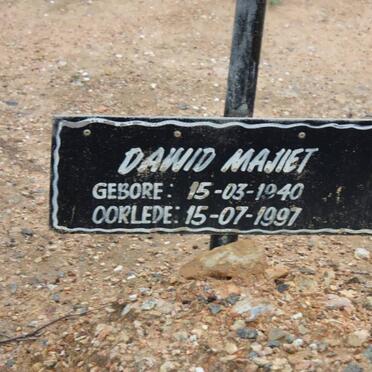 DAWID MAJIET
GEBORE: 15-03-1940
OORLEDE: 15-07-1997